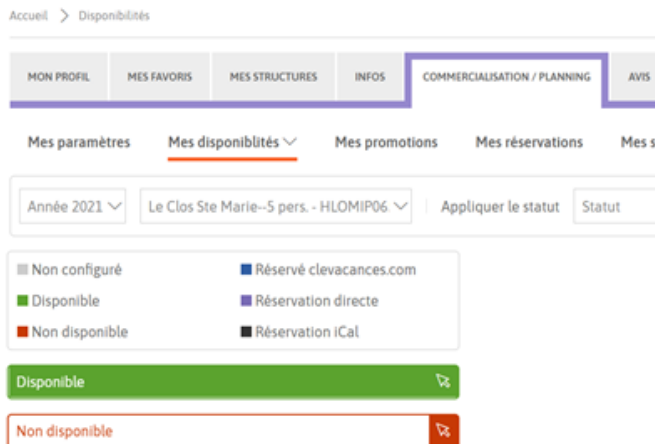 Accueil > Disponibilités
MON PROFIL MES FAVORIS MES STRUCTURES INFOS COMMERCIALISATION / PLANNING AVIS
Mes paramètres Mes disponiblités Mes promotions Mes réservations Mes s
Année 2021 Le Clos Ste Marie--5 pers. - HLOMIP06 Appliquer le statut Statut
Non configuré Réservé clevacances.com
Disponible Réservation directe
Non disponible Réservation iCal
Disponible
Non disponible